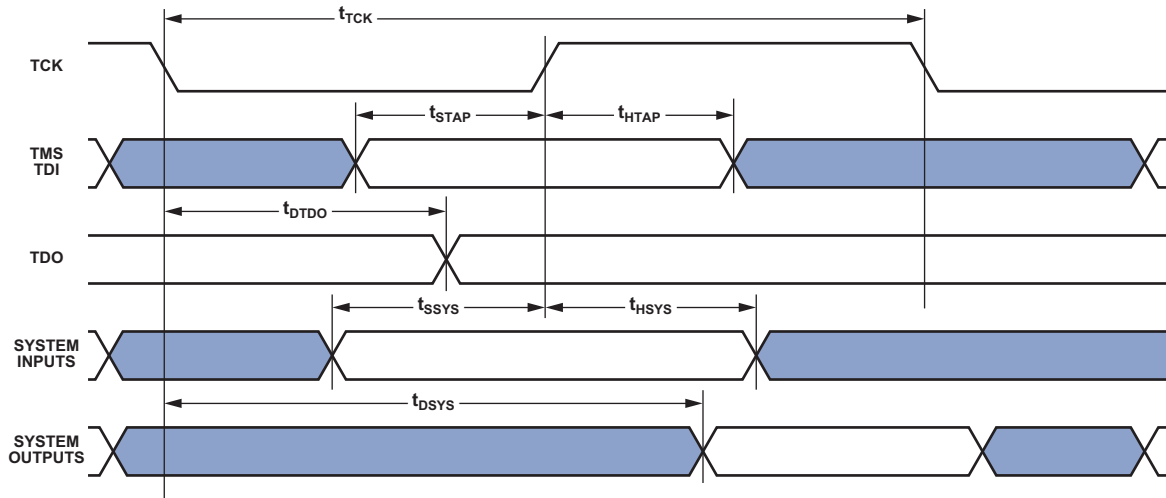 tTCK
TCK
tSTAP
tHTAP
TMS
TDI
tDTDO
TDO
tSSYS
tHSYS
SYSTEM
INPUTS
tDSYS
SYSTEM
OUTPUTS